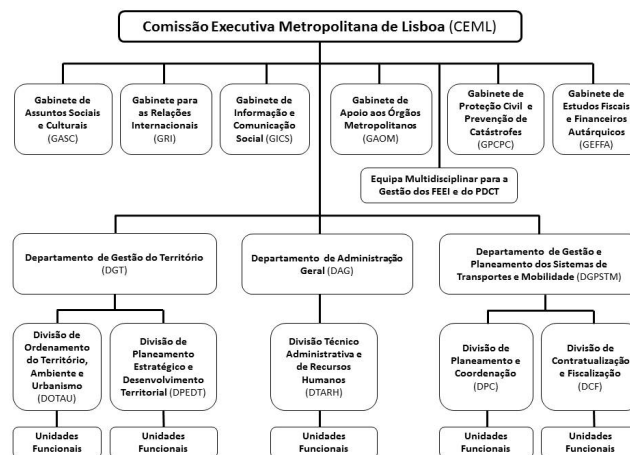 Comissão Executiva Metropolitana de Lisboa (CEML)
Gabinete de
Assuntos Sociais
e Culturais
(GASC)
Gabinete para
as Relações
Internacionais
(GRI)
Gabinete de
Informação e
Comunicação
Social (GICS)
Gabinete de
Apoio aos Órgãos
Metropolitanos
(GAOM)
Gabinete de
Proteção Civil e
Prevenção de
Catástrofes
(GPCPC)
Gabinete de
Estudos Fiscais
e Financeiros
Autárquicos
(GEFFA)
Equipa Multidisciplinar para a
Gestão dos FEEI e do PDCT
Departamento de Gestão do Território
(DGT)
Departamento de Administração
Geral (DAG)
Departamento de Gestão e
Planeamento dos Sistemas de
Transportes e Mobilidade (DGPSTM)
Divisão de
Ordenamento
do Território,
Ambiente e
Urbanismo
(DOTAU)
Divisão de
Planeamento
Estratégico e
Desenvolvimento
Territorial (DPEDT)
Divisão Técnico
Administrativa e
de Recursos
Humanos
(DTARH)
Divisão de
Planeamento e
Coordenação
(DPC)
Divisão de
Contratualização
e Fiscalização
(DCF)
Unidades
Funcionais
Unidades
Funcionais
Unidades
Funcionais
Unidades
Funcionais
Unidades
Funcionais